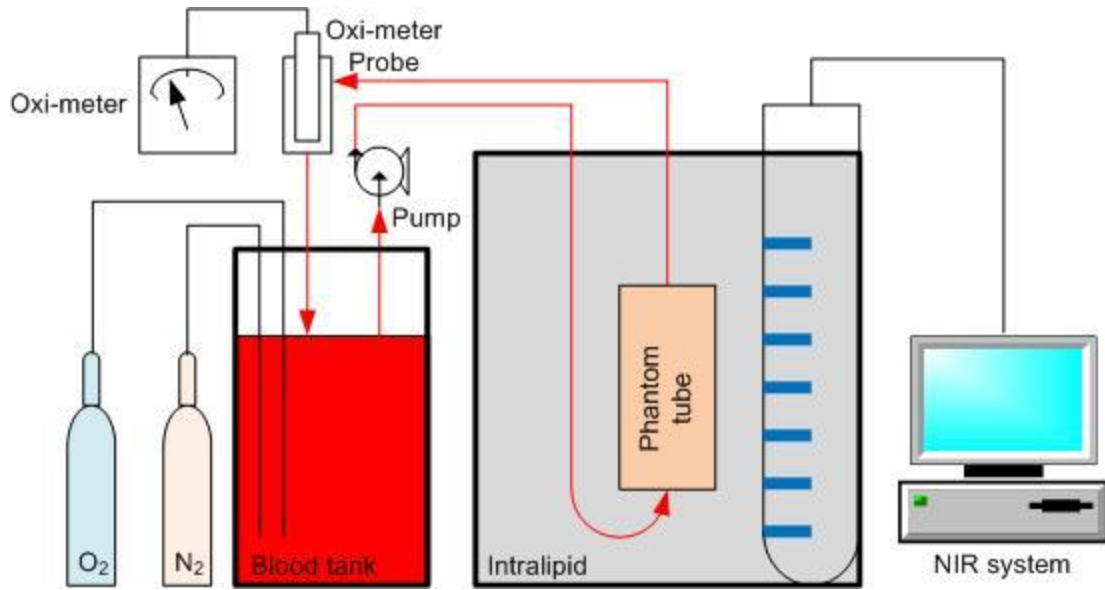 Oxi-meter
Probe
Oxi-meter
Pump
Phantom
tube
O₂
N₂
Blood tank
Intralipid
NIR system